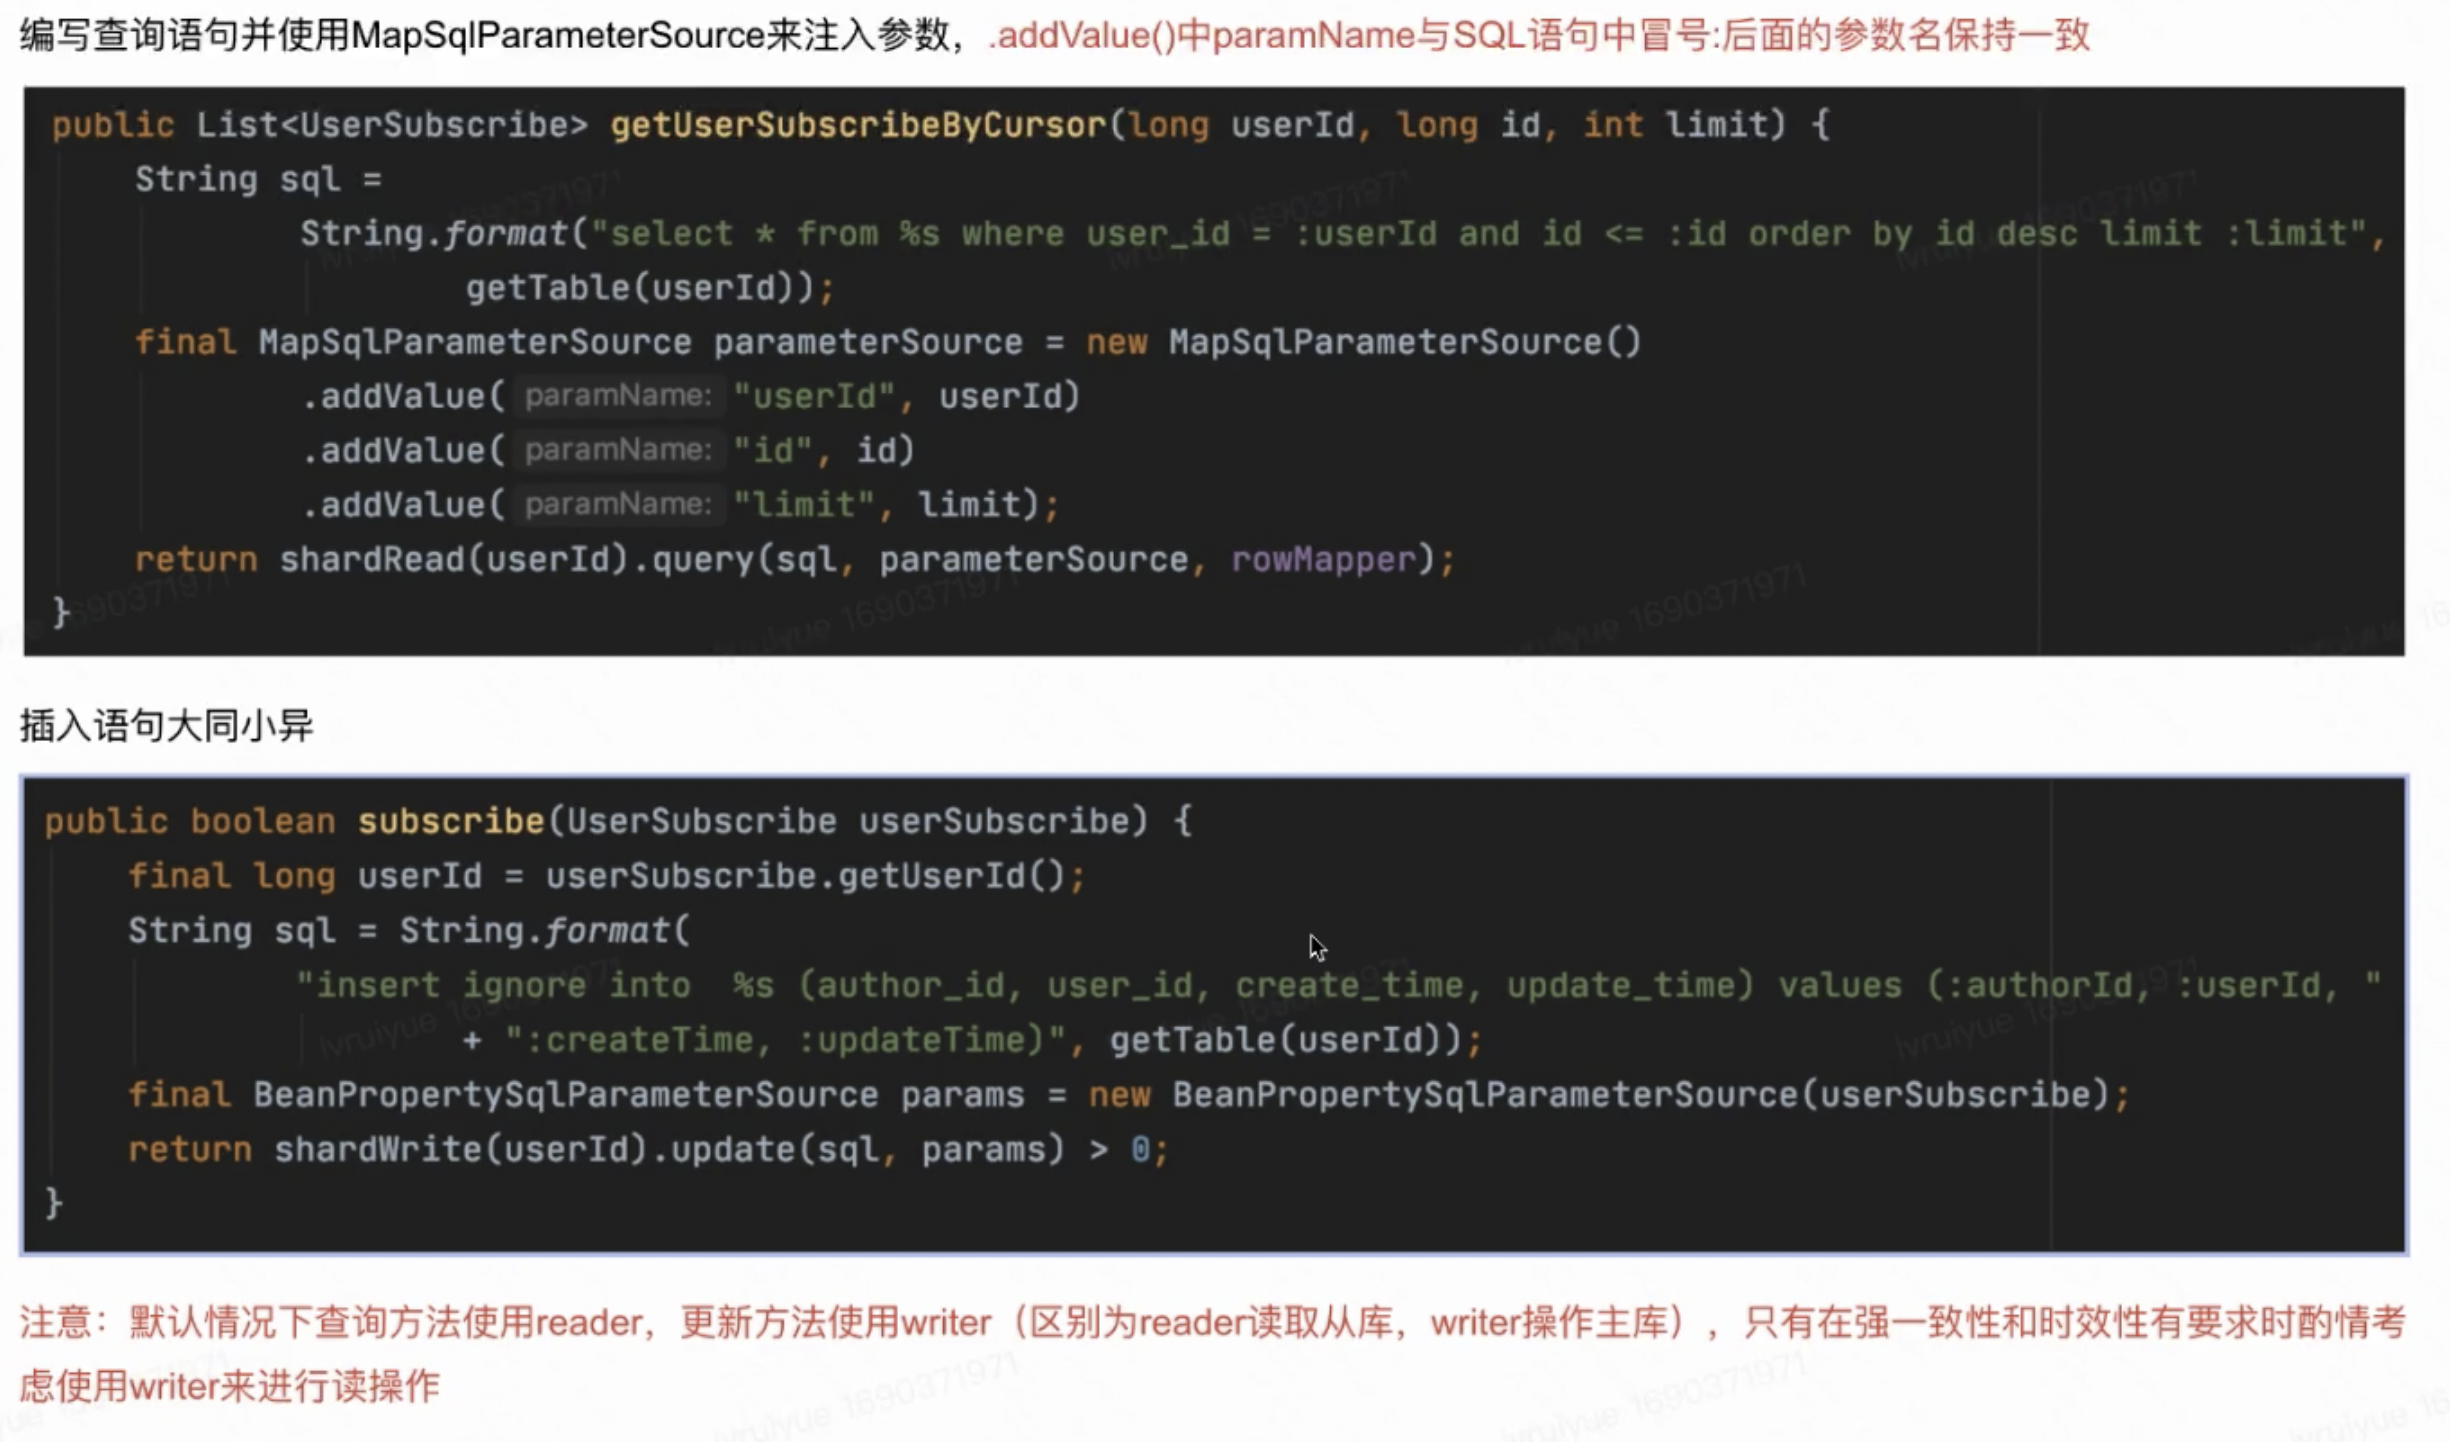 编写查询语句并使用MapSqlParameterSource来注入参数，.addValue()中paramName与SQL语句中冒号:后面的参数名保持一致
public List<UserSubscribe> getUserSubscribeByCursor(long userId, long id, int limit) {
String sql =
String.format("select * from %s where user_id = :userId and id <= :id order by id desc limit :limit",
getTable(userId));
final MapSqlParameterSource parameterSource = new MapSqlParameterSource()
.addValue( paramName: "userId", userId)
.addValue( paramName: "id", id)
.addValue( paramName: "limit", limit);
return shardRead(userId).query(sql, parameterSource, rowMapper);
}
插入语句大同小异
public boolean subscribe(UserSubscribe userSubscribe) {
final long userId = userSubscribe.getUserId();
String sql = String.format(
"insert ignore into  %s (author_id, user_id, create_time, update_time) values (:authorId, :userId, "
+ ":createTime, :updateTime)", getTable(userId));
final BeanPropertySqlParameterSource params = new BeanPropertySqlParameterSource(userSubscribe);
return shardWrite(userId).update(sql, params) > 0;
}
注意：默认情况下查询方法使用reader，更新方法使用writer（区别为reader读取从库，writer操作主库），只有在强一致性和时效性有要求时酌情考
虑使用writer来进行读操作
lvruiyue 1690371971